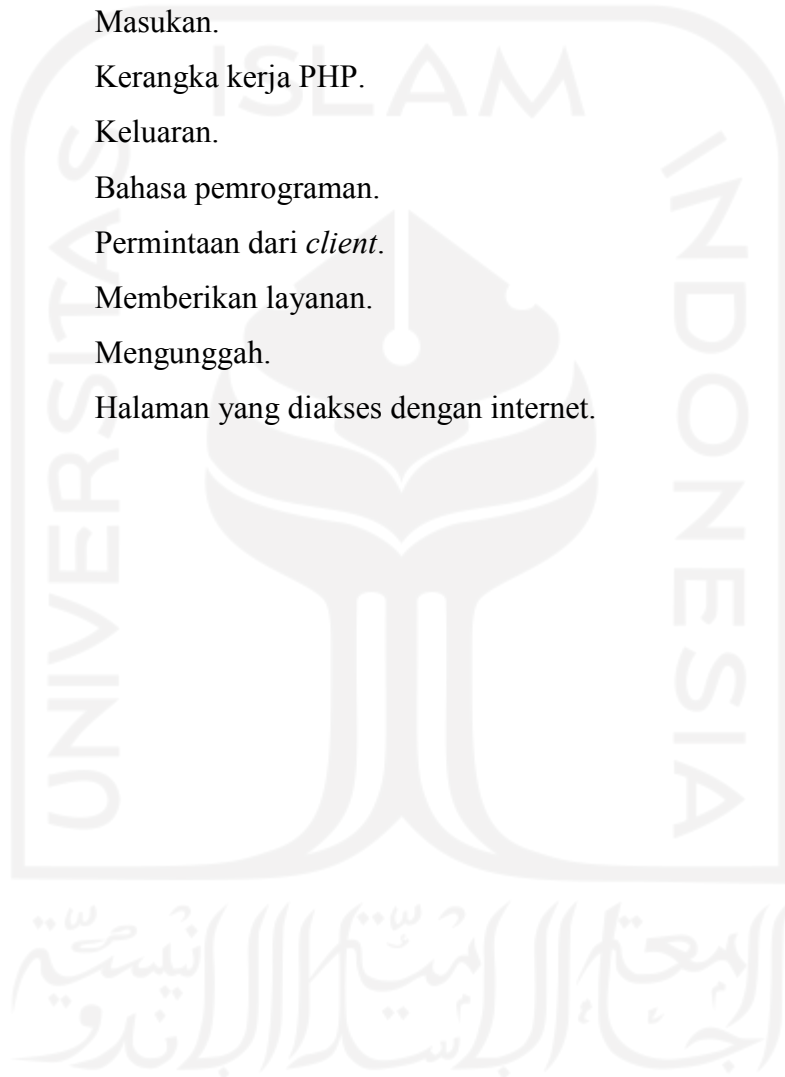 Masukan.
Kerangka kerja PHP.
Keluaran.
Bahasa pemrograman.
Permintaan dari client.
Memberikan layanan.
Mengunggah.
Halaman yang diakses dengan internet.
UNIVERSITAS
ISLAM
INDONESIA